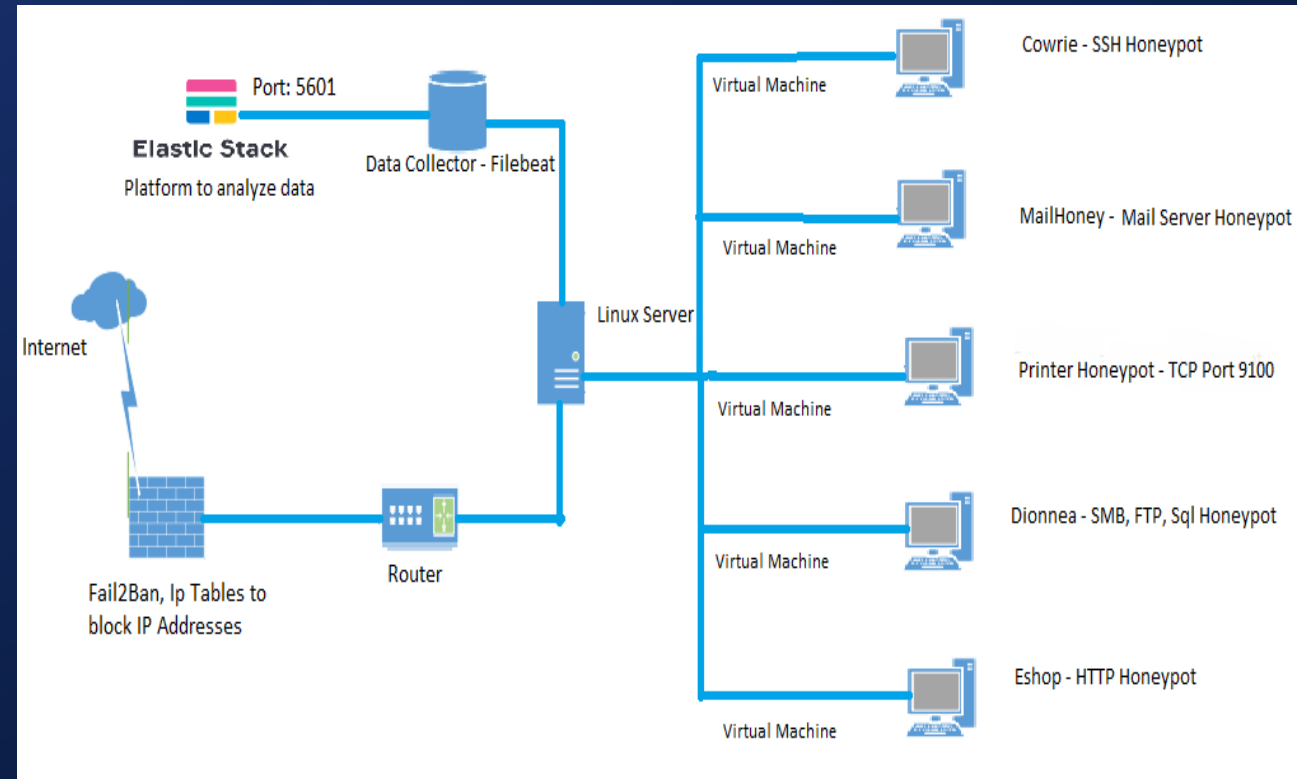 Port: 5601
Elastic Stack
Platform to analyze data
Data Collector - Filebeat
Internet
Fail2Ban, Ip Tables to
block IP Addresses
Router
Linux Server
Virtual Machine
Cowrie - SSH Honeypot
Virtual Machine
MailHoney - Mail Server Honeypot
Virtual Machine
Printer Honeypot - TCP Port 9100
Virtual Machine
Dionnea - SMB, FTP, Sql Honeypot
Virtual Machine
Eshop - HTTP Honeypot